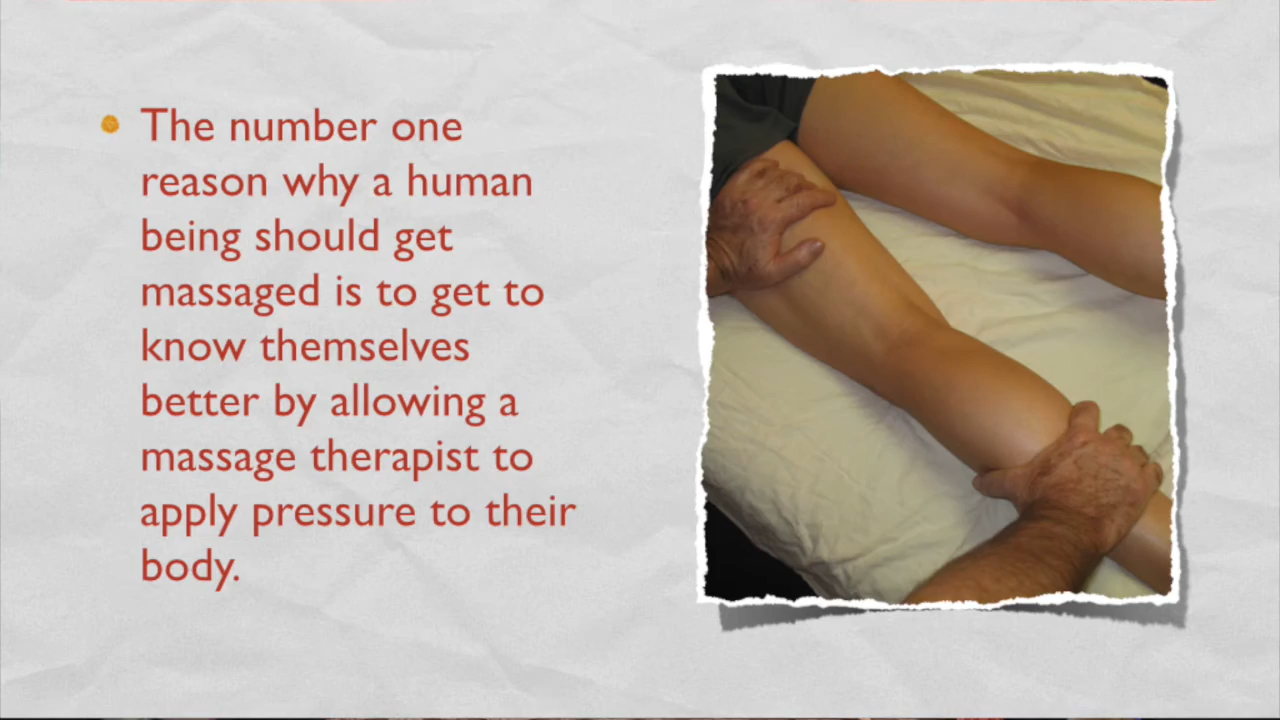 The number one
reason why a human
being should get
massaged is to get to
know themselves
better by allowing a
massage therapist to
apply pressure to their
body.